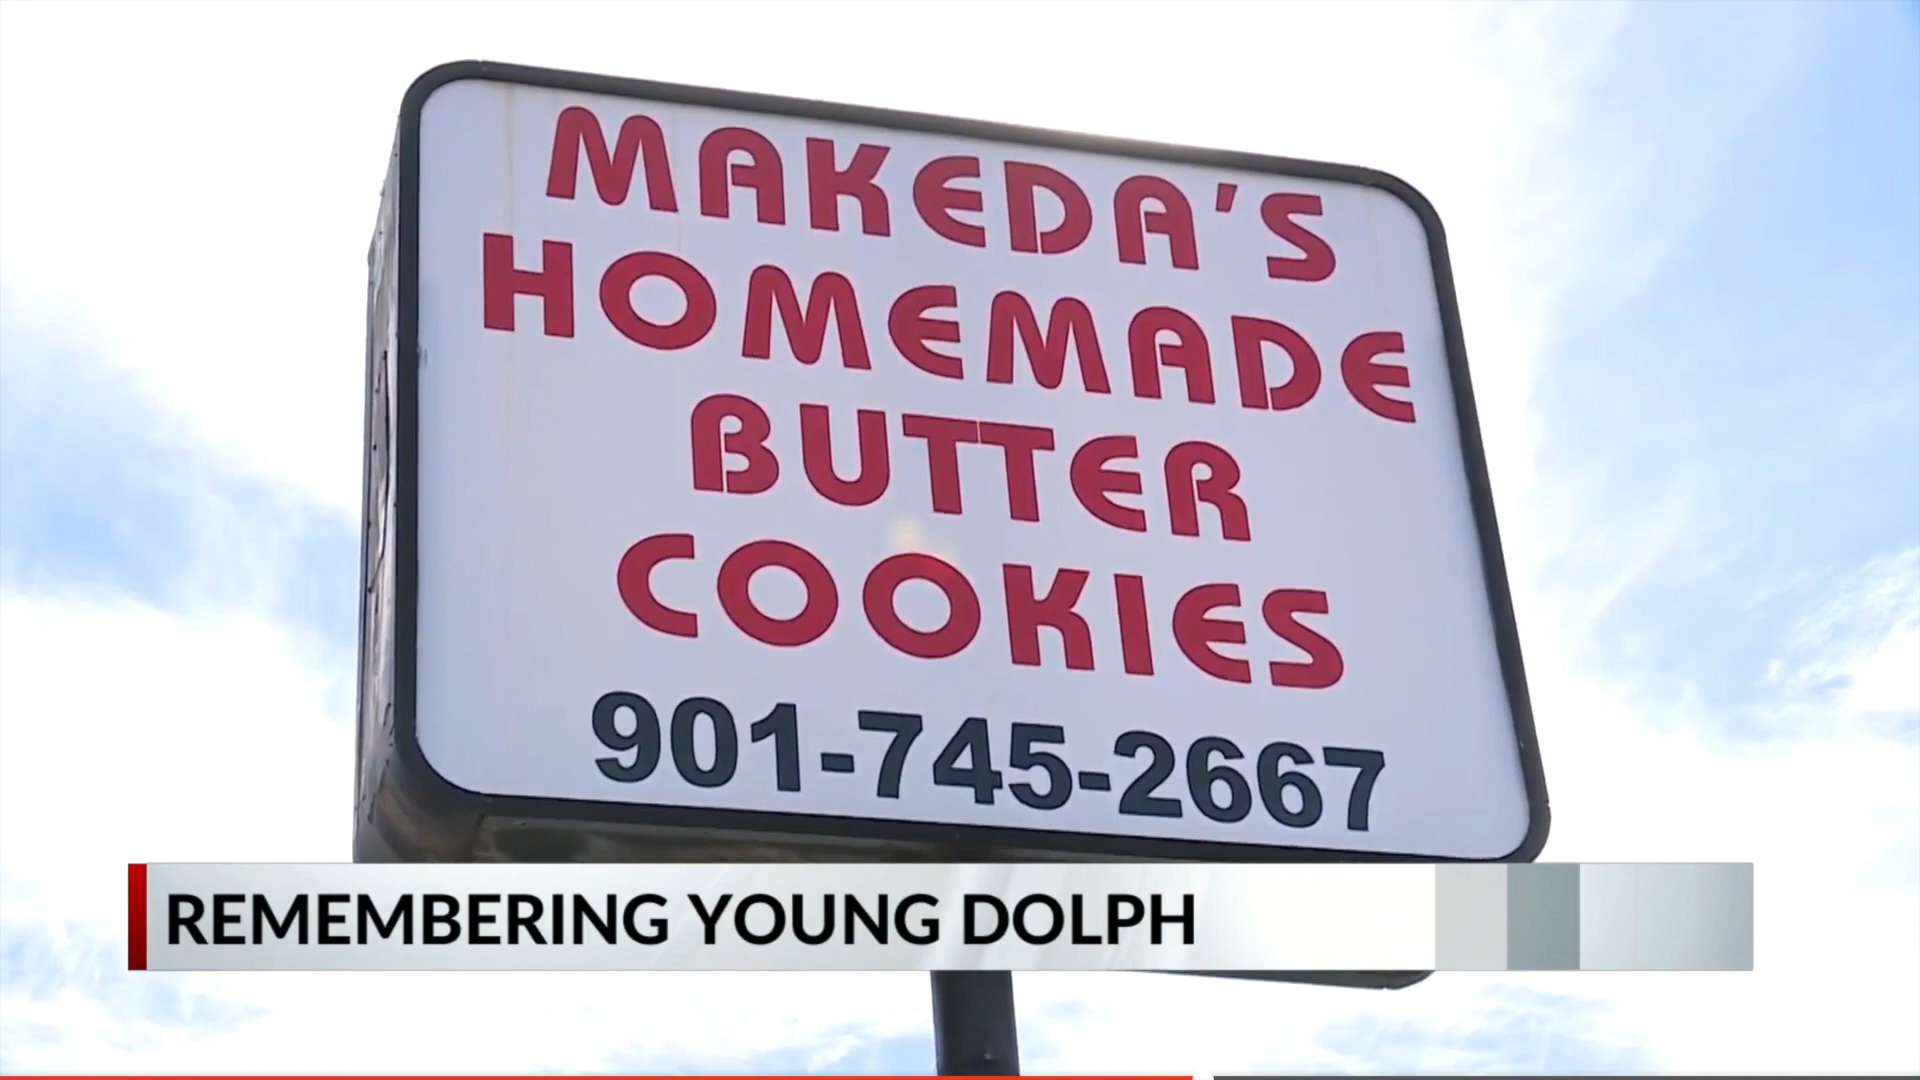 MAKEDA'S
HOMEMADE
BUTTER
COOKIES
901-745-2667
REMEMBERING YOUNG DOLPH